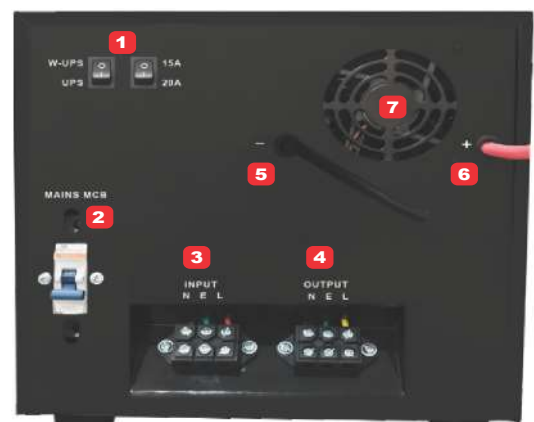 1
W-UPS 15A
UPS 20A
7
-
+
5
6
MAINS MCB
2
3
4
INPUT
OUTPUT
N E L
N E L